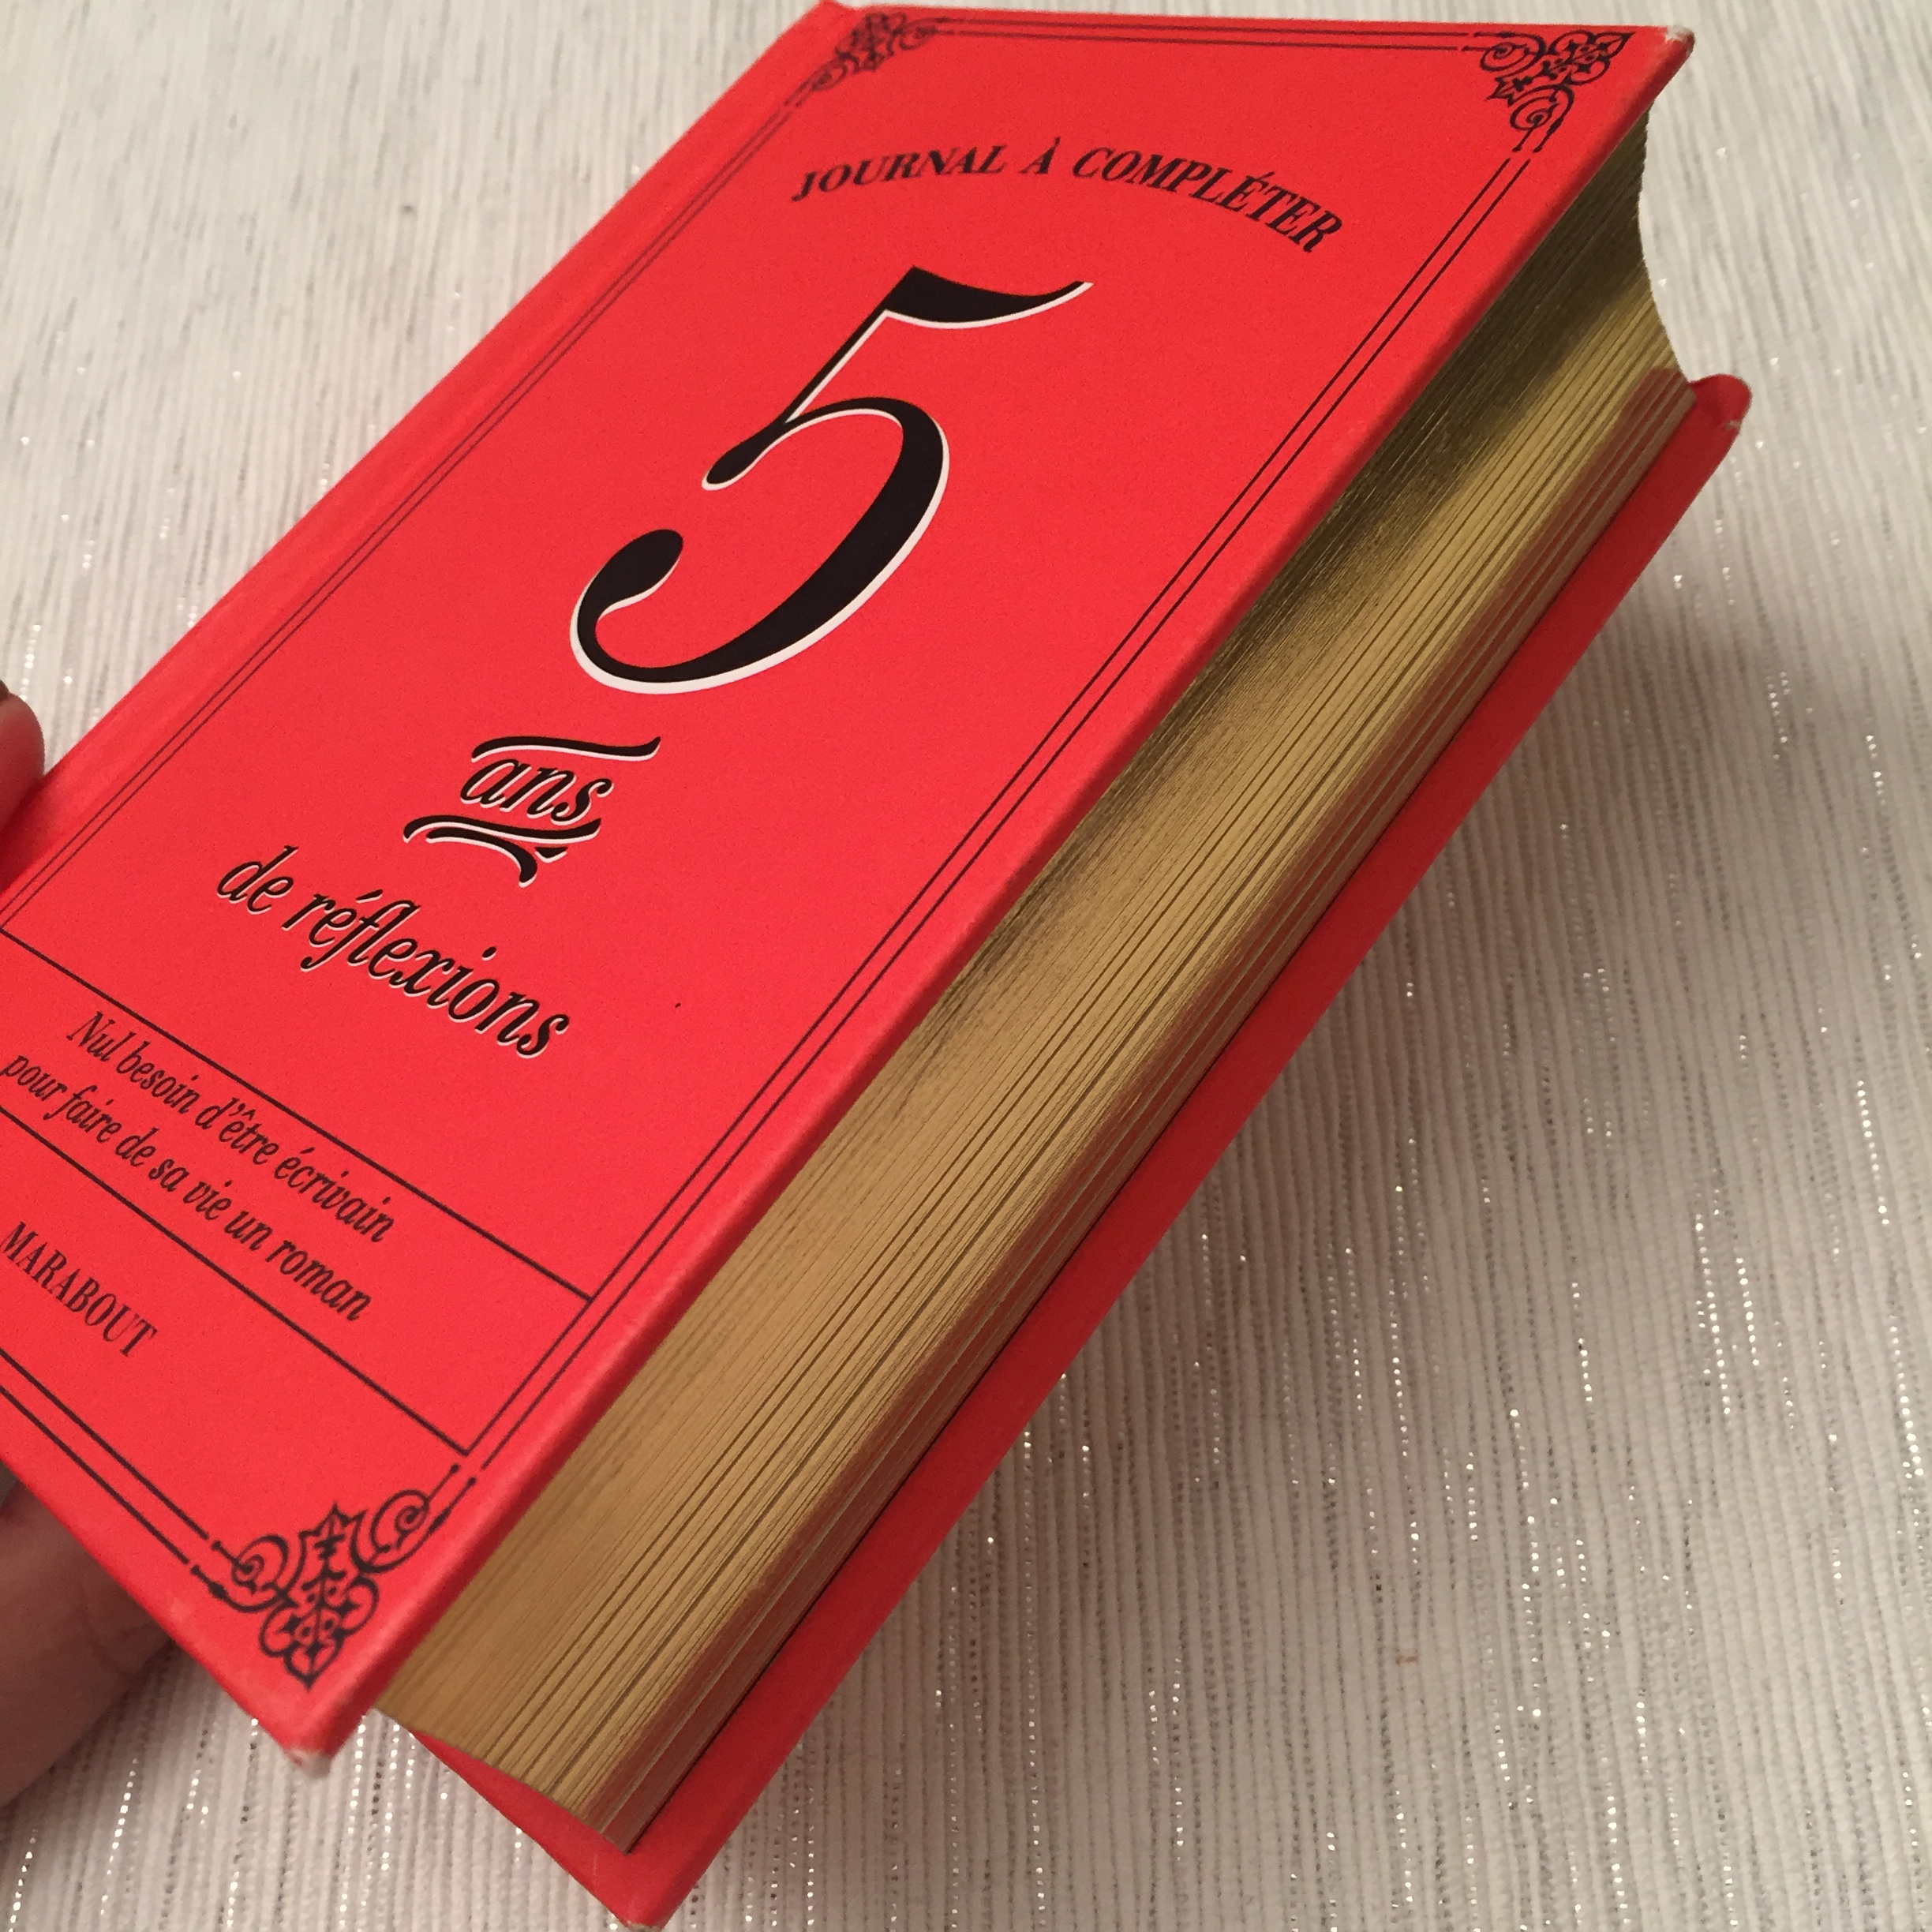 JOURNAL À COMPLÉTER
5
ans
de réflexions
Nul besoin d'être écrivain
pour faire de sa vie un roman
MARABOUT